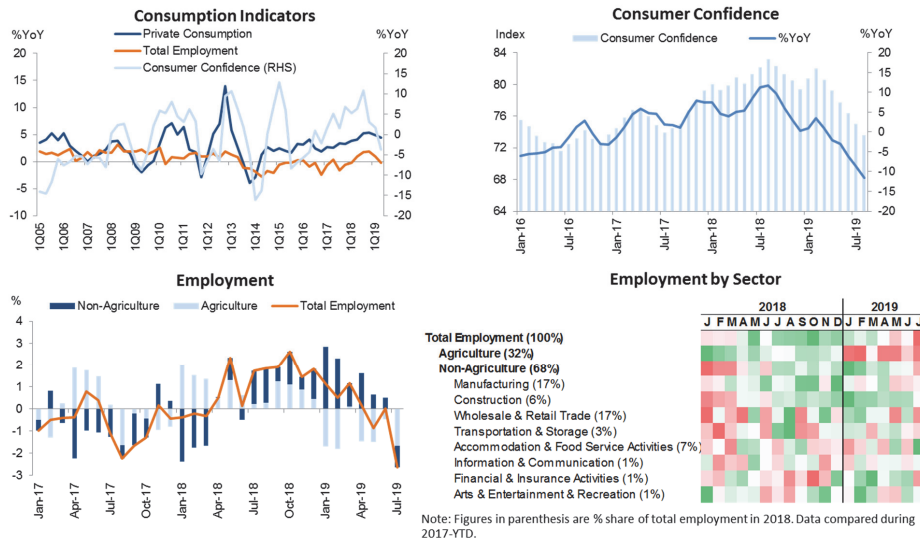 Consumption Indicators
%YoY
%YoY
Private Consumption
Total Employment
Consumer Confidence (RHS)
20
15
10
5
0
-5
-10
20
15
10
5
0
-5
-10
-15
-20
1Q05
1Q06
1Q07
1Q08
1Q09
1Q10
1Q11
1Q12
1Q13
1Q14
1Q15
1Q16
1Q17
1Q18
1Q19
Consumer Confidence
Index
%YoY
Consumer Confidence
%YoY
84
80
76
72
68
64
20
15
10
5
0
-5
-10
-15
-20
Jan-16
Jul-16
Jan-17
Jul-17
Jan-18
Jul-18
Jan-19
Jul-19
Employment
%
Non-Agriculture
Agriculture
Total Employment
4
3
2
1
0
-1
-2
-3
Jan-17
Apr-17
Jul-17
Oct-17
Jan-18
Apr-18
Jul-18
Oct-18
Jan-19
Apr-19
Jul-19
Employment by Sector
2018 2019
J F M A M J J A S O N D J F M A M J J
Total Employment (100%)
Agriculture (32%)
Non-Agriculture (68%)
Manufacturing (17%)
Construction (6%)
Wholesale & Retail Trade (17%)
Transportation & Storage (3%)
Accommodation & Food Service Activities (7%)
Information & Communication (1%)
Financial & Insurance Activities (1%)
Arts & Entertainment & Recreation (1%)
Note: Figures in parenthesis are % share of total employment in 2018. Data compared during
2017-YTD.